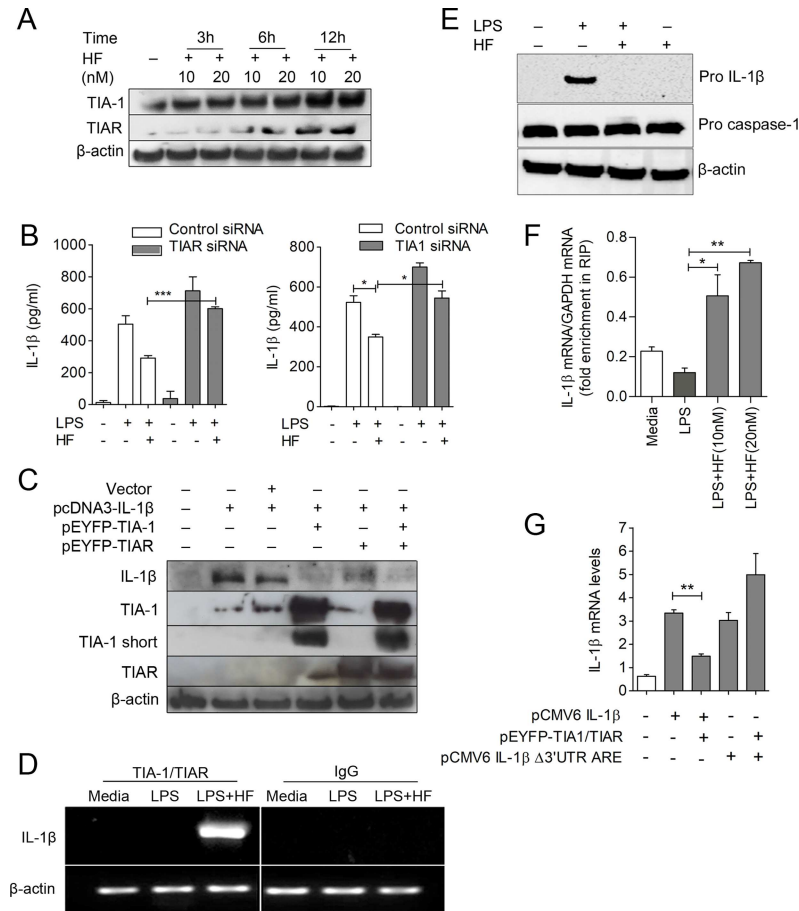 A
Time 3h 6h 12h
HF – + + + + + +
(nM) 10 20 10 20 10 20
TIA-1
TIAR
β-actin
B
Control siRNA
TIAR siRNA
1000
800
600
400
200
0
IL-1β (pg/ml)
***
LPS - + + - + +
HF - - + - - +
Control siRNA
TIA1 siRNA
800
600
400
200
0
IL-1β (pg/ml)
* *
LPS - + + - + +
HF - - + - - +
C
Vector – – + – – –
pcDNA3-IL-1β – + + + + +
pEYFP-TIA-1 – – – + – +
pEYFP-TIAR – – – – + +
IL-1β
TIA-1
TIA-1 short
TIAR
β-actin
D
TIA-1/TIAR IgG
Media LPS LPS+HF Media LPS LPS+HF
IL-1β
β-actin
E
LPS – + + –
HF – – + +
Pro IL-1β
Pro caspase-1
β-actin
F
IL-1β mRNA/GAPDH mRNA
(fold enrichment in RIP)
0.8
0.6
0.4
0.2
0.0
**
*
Media
LPS
LPS+HF(10nM)
LPS+HF(20nM)
G
IL-1β mRNA levels
7
6
5
4
3
2
1
0
**
pCMV6 IL-1β - + + - -
pEYFP-TIA1/TIAR - - + - +
pCMV6 IL-1β Δ3'UTR ARE - - - + +